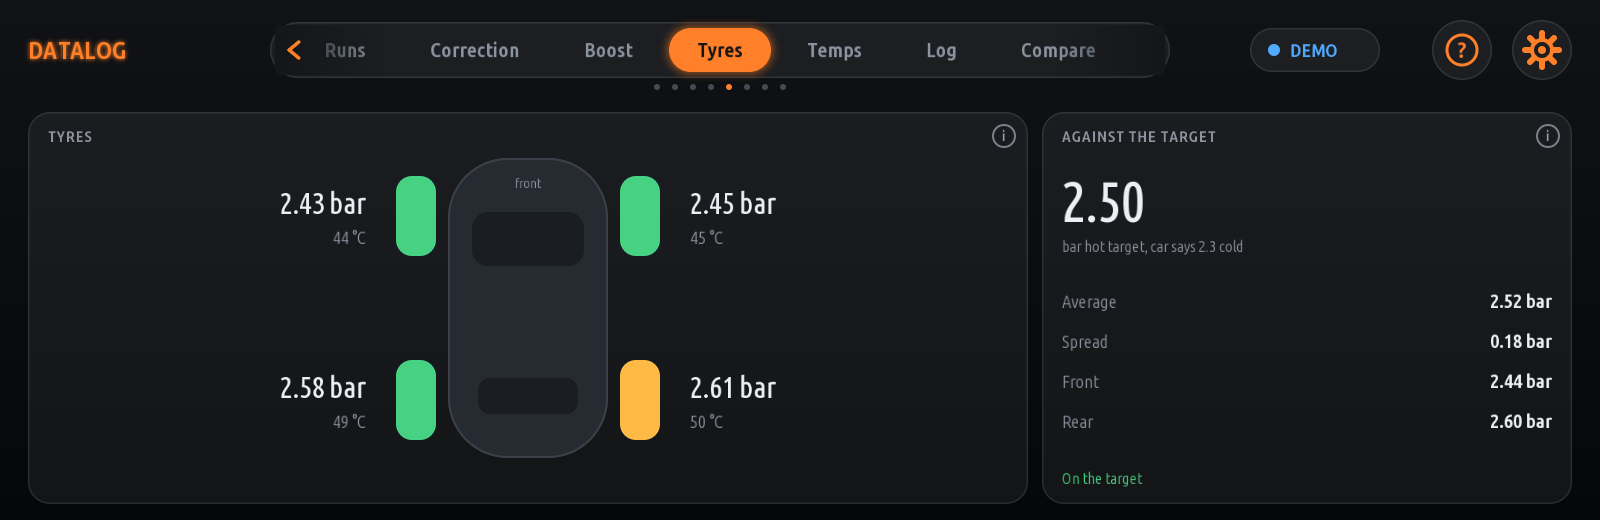 DATALOG
Runs Correction Boost Tyres Temps Log Compare
DEMO
?
TYRES
i
front
2.43 bar
44 °C
2.45 bar
45 °C
2.58 bar
49 °C
2.61 bar
50 °C
AGAINST THE TARGET
i
2.50
bar hot target, car says 2.3 cold
Average 2.52 bar
Spread 0.18 bar
Front 2.44 bar
Rear 2.60 bar
On the target